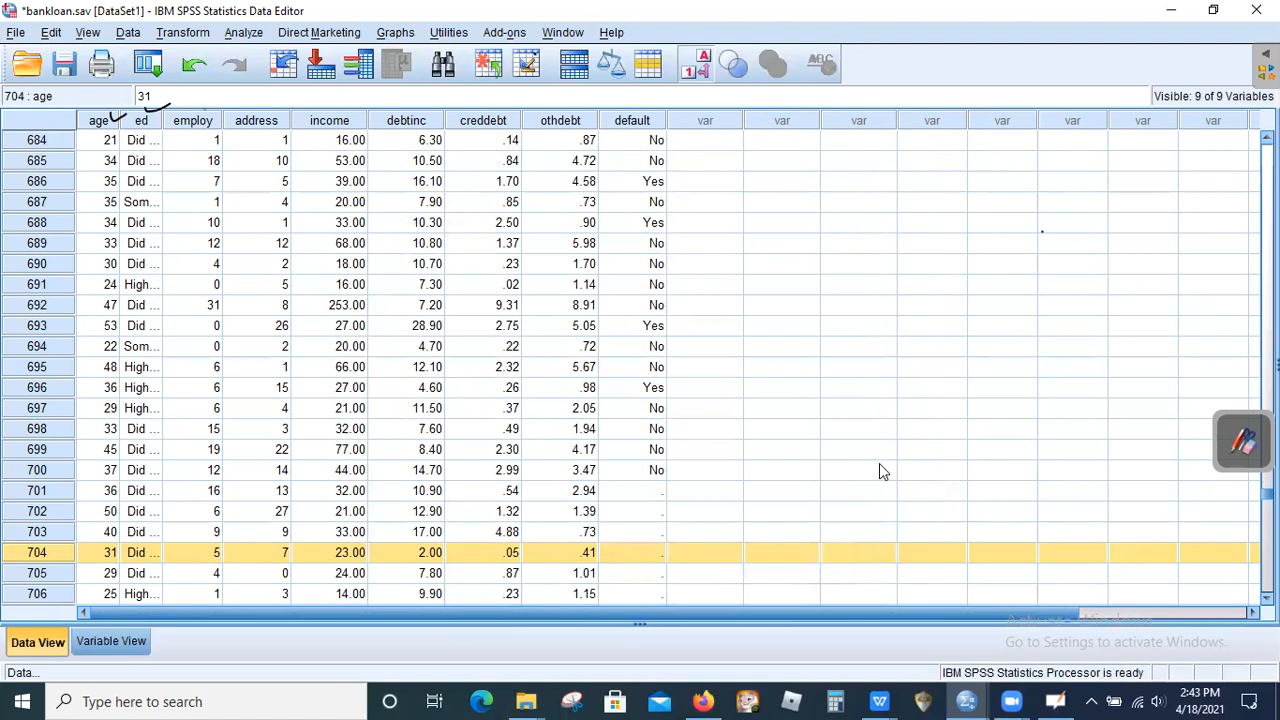 *bankloan.sav [DataSet1] - IBM SPSS Statistics Data Editor
File Edit View Data Transform Analyze Direct Marketing Graphs Utilities Add-ons Window Help
704 : age 31 Visible: 9 of 9 Variables
age ed employ address income debtinc creddebt othdebt default var var var var var var var var
684 21 Did ... 1 1 16.00 6.30 .14 .87 No
685 34 Did ... 18 10 53.00 10.50 .84 4.72 No
686 35 Did ... 7 5 39.00 16.10 1.70 4.58 Yes
687 35 Som... 1 4 20.00 7.90 .85 .73 No
688 34 Did ... 10 1 33.00 10.30 2.50 .90 Yes
689 33 Did ... 12 12 68.00 10.80 1.37 5.98 No
690 30 Did ... 4 2 18.00 10.70 .23 1.70 No
691 24 High... 0 5 16.00 7.30 .02 1.14 No
692 47 Did ... 31 8 253.00 7.20 9.31 8.91 No
693 53 Did ... 0 26 27.00 28.90 2.75 5.05 Yes
694 22 Som... 0 2 20.00 4.70 .22 .72 No
695 48 High... 6 1 66.00 12.10 2.32 5.67 No
696 36 High... 6 15 27.00 4.60 .26 .98 Yes
697 29 High... 6 4 21.00 11.50 .37 2.05 No
698 33 Did ... 15 3 32.00 7.60 .49 1.94 No
699 45 Did ... 19 22 77.00 8.40 2.30 4.17 No
700 37 Did ... 12 14 44.00 14.70 2.99 3.47 No
701 36 Did ... 16 13 32.00 10.90 .54 2.94 .
702 50 Did ... 6 27 21.00 12.90 1.32 1.39 .
703 40 Did ... 9 9 33.00 17.00 4.88 .73 .
704 31 Did ... 5 7 23.00 2.00 .05 .41 .
705 29 Did ... 4 0 24.00 7.80 .87 1.01 .
706 25 High... 1 3 14.00 9.90 .23 1.15 .
Go to Settings to activate Windows.
Data View Variable View
Data... IBM SPSS Statistics Processor is ready
Type here to search
2:43 PM
4/18/2021